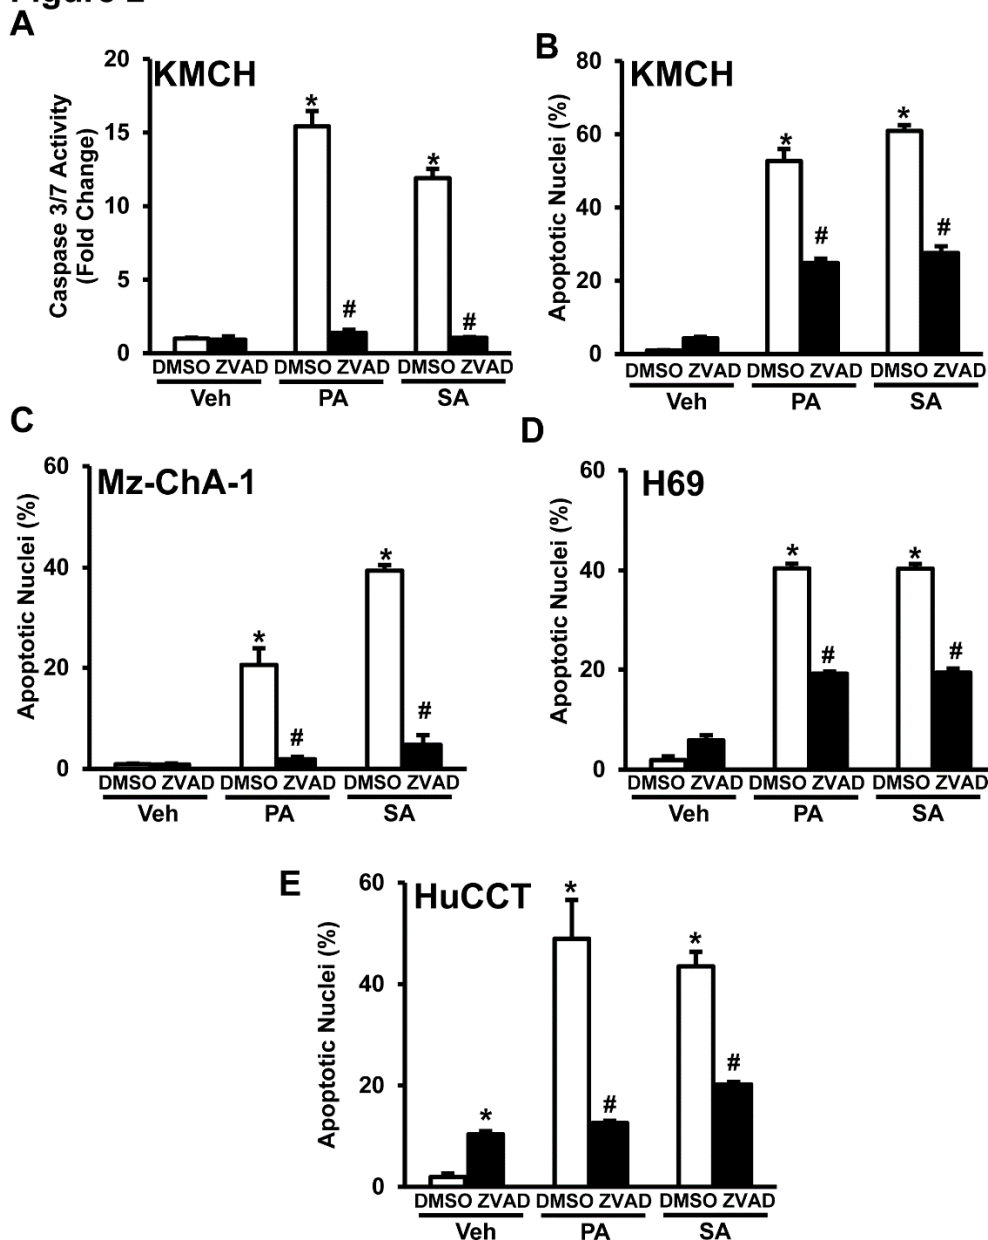 A
KMCH
Caspase 3/7 Activity
(Fold Change)
20
15
10
5
0
*
*
#
#
DMSO ZVAD DMSO ZVAD DMSO ZVAD
Veh PA SA
B
KMCH
Apoptotic Nuclei (%)
80
60
40
20
0
*
*
#
#
DMSO ZVAD DMSO ZVAD DMSO ZVAD
Veh PA SA
C
Mz-ChA-1
Apoptotic Nuclei (%)
60
40
20
0
*
*
#
#
DMSO ZVAD DMSO ZVAD DMSO ZVAD
Veh PA SA
D
H69
Apoptotic Nuclei (%)
60
40
20
0
*
*
#
#
DMSO ZVAD DMSO ZVAD DMSO ZVAD
Veh PA SA
E
HuCCT
Apoptotic Nuclei (%)
60
40
20
0
*
*
*
#
#
DMSO ZVAD DMSO ZVAD DMSO ZVAD
Veh PA SA